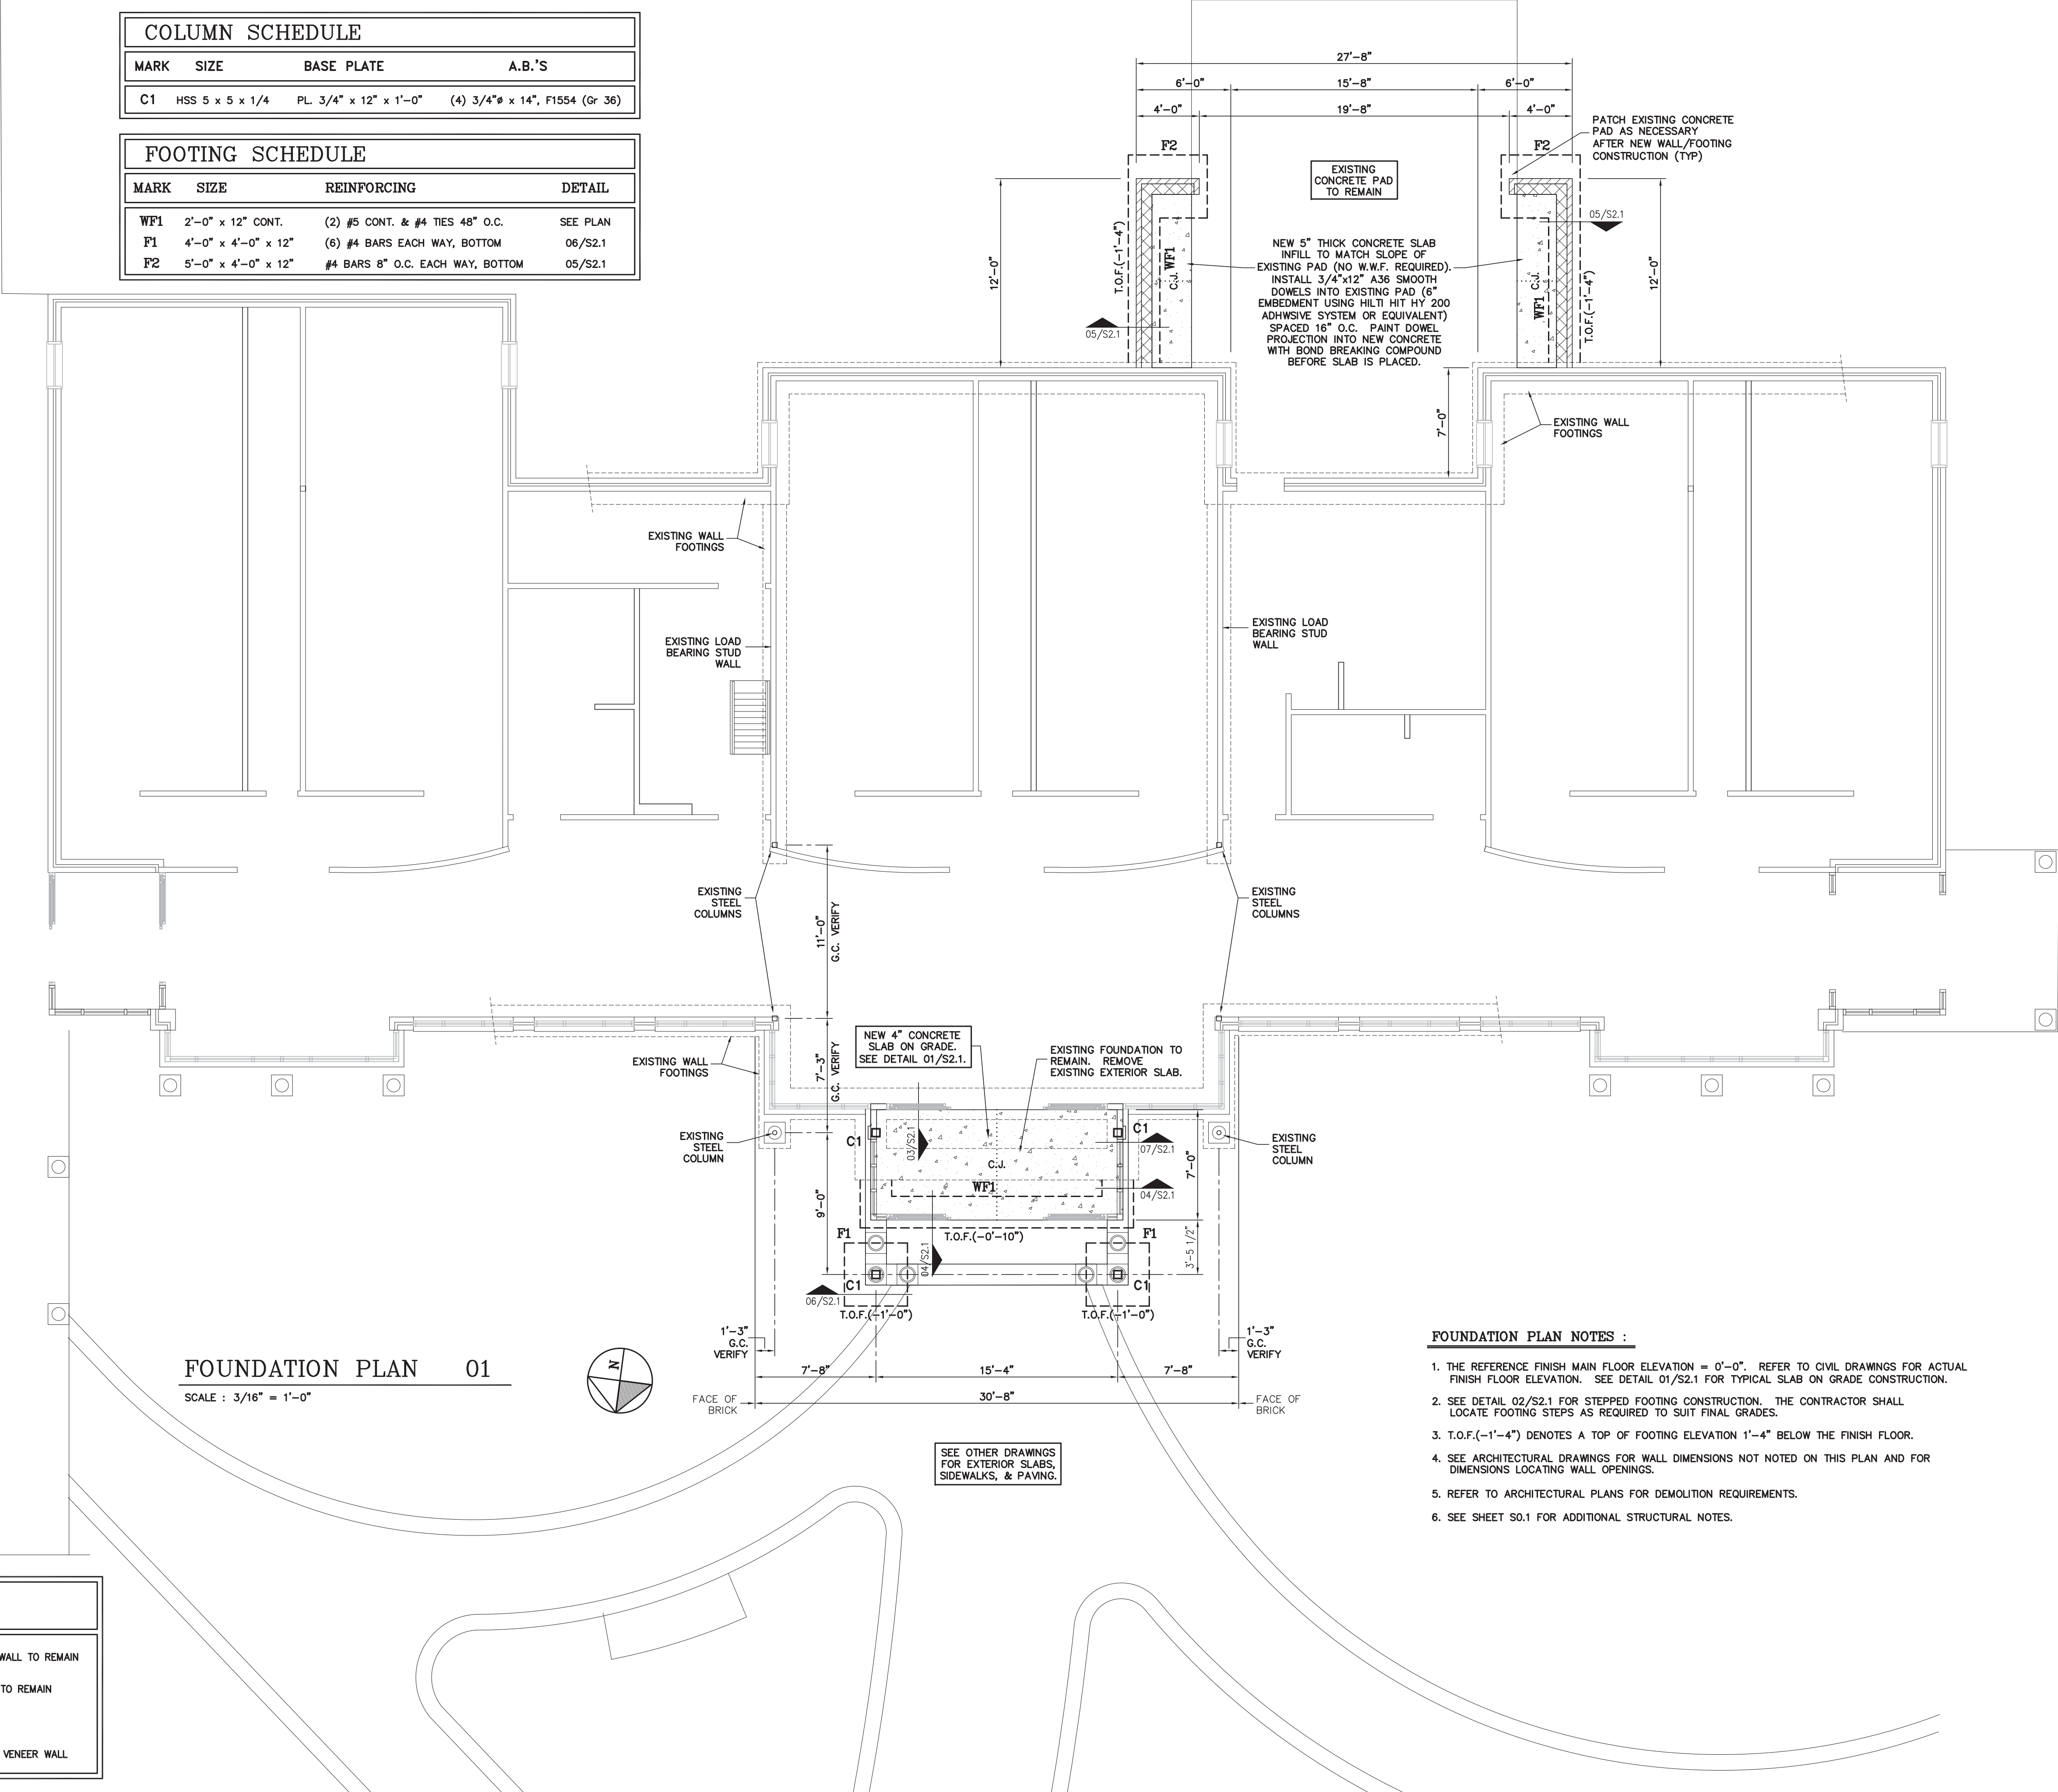 COLUMN SCHEDULE
MARK SIZE BASE PLATE A.B.'S
C1 HSS 5 x 5 x 1/4 PL. 3/4" x 12" x 1'-0" (4) 3/4"ø x 14", F1554 (Gr 36)
FOOTING SCHEDULE
MARK SIZE REINFORCING DETAIL
WF1 2'-0" x 12" CONT. (2) #5 CONT. & #4 TIES 48" O.C. SEE PLAN
F1 4'-0" x 4'-0" x 12" (6) #4 BARS EACH WAY, BOTTOM 06/S2.1
F2 5'-0" x 4'-0" x 12" #4 BARS 8" O.C. EACH WAY, BOTTOM 05/S2.1
27'-8"
6'-0" 15'-8" 6'-0"
4'-0" 19'-8" 4'-0"
F2
F2
PATCH EXISTING CONCRETE
PAD AS NECESSARY
AFTER NEW WALL/FOOTING
CONSTRUCTION (TYP)
EXISTING
CONCRETE PAD
TO REMAIN
12'-0"
T.O.F.(-1'-4")
WF1
C.J.
05/S2.1
NEW 5" THICK CONCRETE SLAB
INFILL TO MATCH SLOPE OF
EXISTING PAD (NO W.W.F. REQUIRED).
INSTALL 3/4"x12" A36 SMOOTH
DOWELS INTO EXISTING PAD (6"
EMBEDMENT USING HILTI HIT HY 200
ADHWSIVE SYSTEM OR EQUIVALENT)
SPACED 16" O.C. PAINT DOWEL
PROJECTION INTO NEW CONCRETE
WITH BOND BREAKING COMPOUND
BEFORE SLAB IS PLACED.
05/S2.1
WF1
C.J.
T.O.F.(-1'-4")
12'-0"
7'-0"
EXISTING WALL
FOOTINGS
EXISTING WALL
FOOTINGS
EXISTING LOAD
BEARING STUD
WALL
EXISTING LOAD
BEARING STUD
WALL
EXISTING
STEEL
COLUMNS
11'-0"
G.C. VERIFY
EXISTING
STEEL
COLUMNS
EXISTING WALL
FOOTINGS
7'-3"
G.C. VERIFY
NEW 4" CONCRETE
SLAB ON GRADE.
SEE DETAIL 01/S2.1.
EXISTING FOUNDATION TO
REMAIN. REMOVE
EXISTING EXTERIOR SLAB.
EXISTING
STEEL
COLUMN
C1
03/S2.1
C.J.
C1
07/S2.1
7'-0"
EXISTING
STEEL
COLUMN
WF1
04/S2.1
9'-0"
F1
T.O.F.(-0'-10")
F1
04/S2.1
3'-5 1/2"
C1
C1
06/S2.1
T.O.F.(-1'-0")
T.O.F.(-1'-0")
1'-3"
G.C.
VERIFY
1'-3"
G.C.
VERIFY
7'-8" 15'-4" 7'-8"
FACE OF
BRICK
30'-8"
FACE OF
BRICK
FOUNDATION PLAN 01
SCALE : 3/16" = 1'-0"
N
SEE OTHER DRAWINGS
FOR EXTERIOR SLABS,
SIDEWALKS, & PAVING.
FOUNDATION PLAN NOTES :
1. THE REFERENCE FINISH MAIN FLOOR ELEVATION = 0'-0". REFER TO CIVIL DRAWINGS FOR ACTUAL
FINISH FLOOR ELEVATION. SEE DETAIL 01/S2.1 FOR TYPICAL SLAB ON GRADE CONSTRUCTION.
2. SEE DETAIL 02/S2.1 FOR STEPPED FOOTING CONSTRUCTION. THE CONTRACTOR SHALL
LOCATE FOOTING STEPS AS REQUIRED TO SUIT FINAL GRADES.
3. T.O.F.(-1'-4") DENOTES A TOP OF FOOTING ELEVATION 1'-4" BELOW THE FINISH FLOOR.
4. SEE ARCHITECTURAL DRAWINGS FOR WALL DIMENSIONS NOT NOTED ON THIS PLAN AND FOR
DIMENSIONS LOCATING WALL OPENINGS.
5. REFER TO ARCHITECTURAL PLANS FOR DEMOLITION REQUIREMENTS.
6. SEE SHEET S0.1 FOR ADDITIONAL STRUCTURAL NOTES.
WALL TO REMAIN
TO REMAIN
VENEER WALL